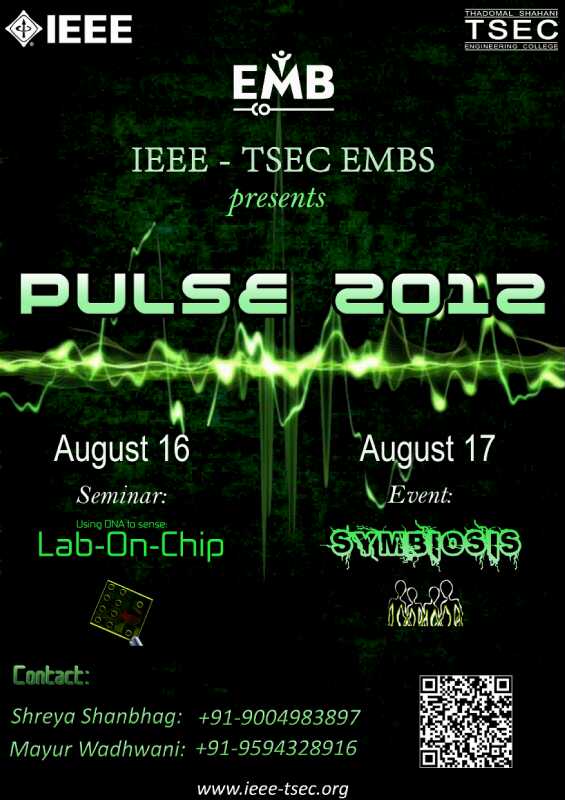 IEEE
THADOMAL SHAHANI
TSEC
ENGINEERING COLLEGE
EMB
IEEE - TSEC EMBS
presents
PULSE 2012
August 16
Seminar:
Using DNA to sense:
Lab-On-Chip
August 17
Event:
SYMBIOSIS
Contact:
Shreya Shanbhag: +91-9004983897
Mayur Wadhwani: +91-9594328916
www.ieee-tsec.org